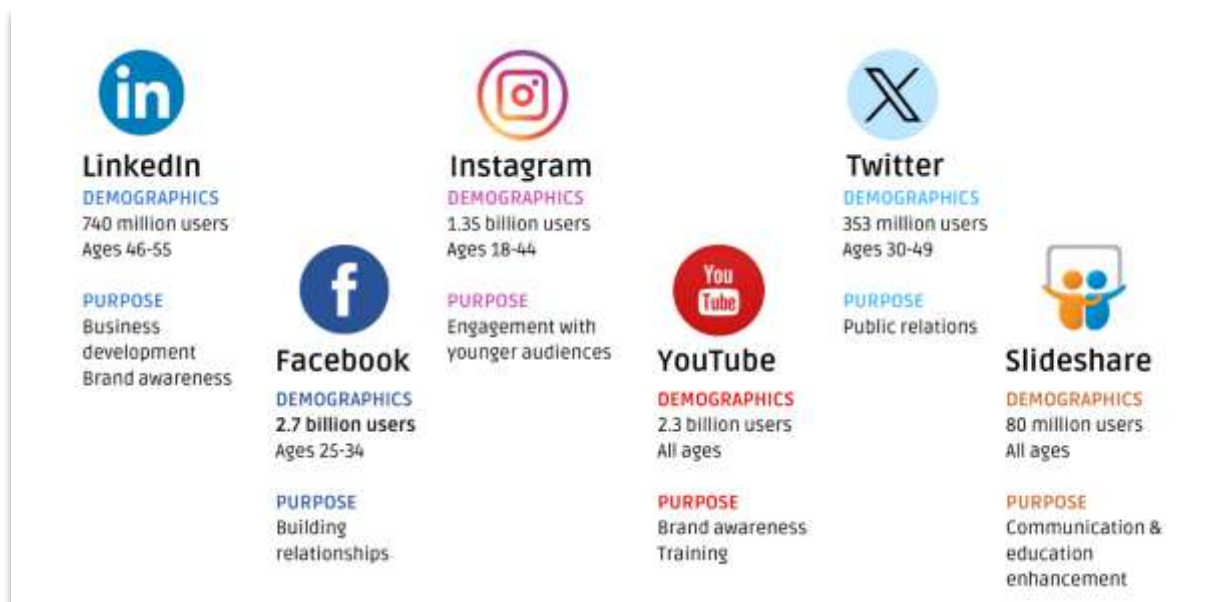 in
LinkedIn
DEMOGRAPHICS
740 million users
Ages 46-55
PURPOSE
Business
development
Brand awareness
f
Facebook
DEMOGRAPHICS
2.7 billion users
Ages 25-34
PURPOSE
Building
relationships
Instagram
DEMOGRAPHICS
1.35 billion users
Ages 18-44
PURPOSE
Engagement with
younger audiences
You
Tube
YouTube
DEMOGRAPHICS
2.3 billion users
All ages
PURPOSE
Brand awareness
Training
X
Twitter
DEMOGRAPHICS
353 million users
Ages 30-49
PURPOSE
Public relations
Slideshare
DEMOGRAPHICS
80 million users
All ages
PURPOSE
Communication &
education
enhancement